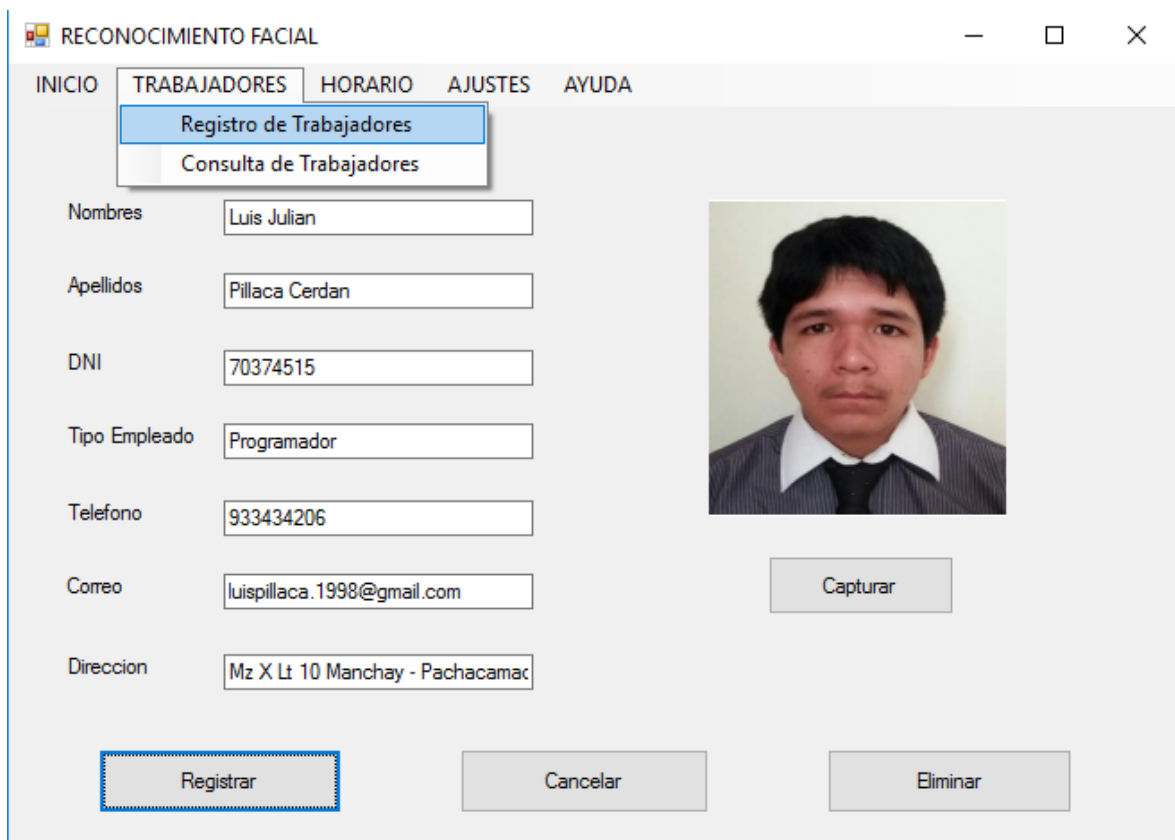 RECONOCIMIENTO FACIAL
INICIO TRABAJADORES HORARIO AJUSTES AYUDA
Registro de Trabajadores
Consulta de Trabajadores
Nombres Luis Julian
Apellidos Pillaca Cerdan
DNI 70374515
Tipo Empleado Programador
Telefono 933434206
Correo luispillaca.1998@gmail.com
Direccion Mz X Lt 10 Manchay - Pachacamac
Capturar
Registrar Cancelar Eliminar